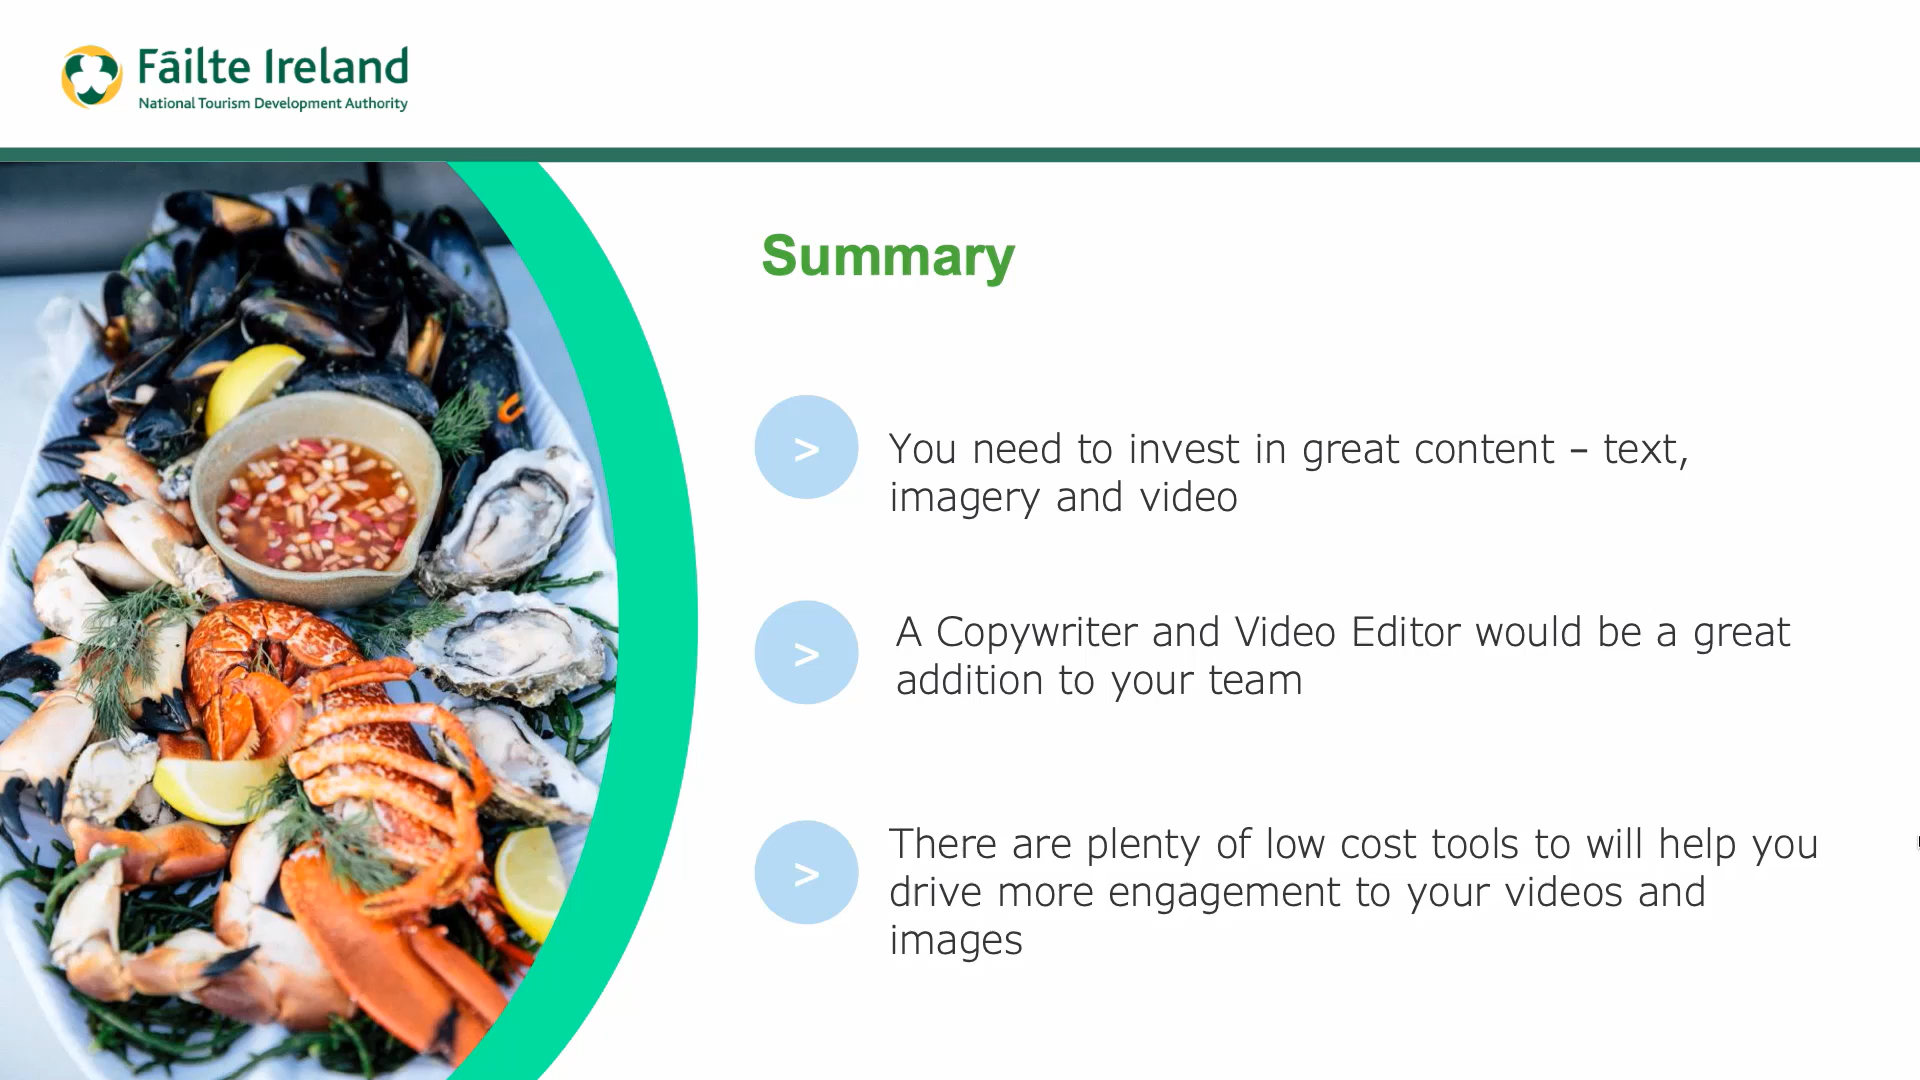 Fáilte Ireland
National Tourism Development Authority
Summary
> You need to invest in great content – text,
imagery and video
> A Copywriter and Video Editor would be a great
addition to your team
> There are plenty of low cost tools to will help you
drive more engagement to your videos and
images